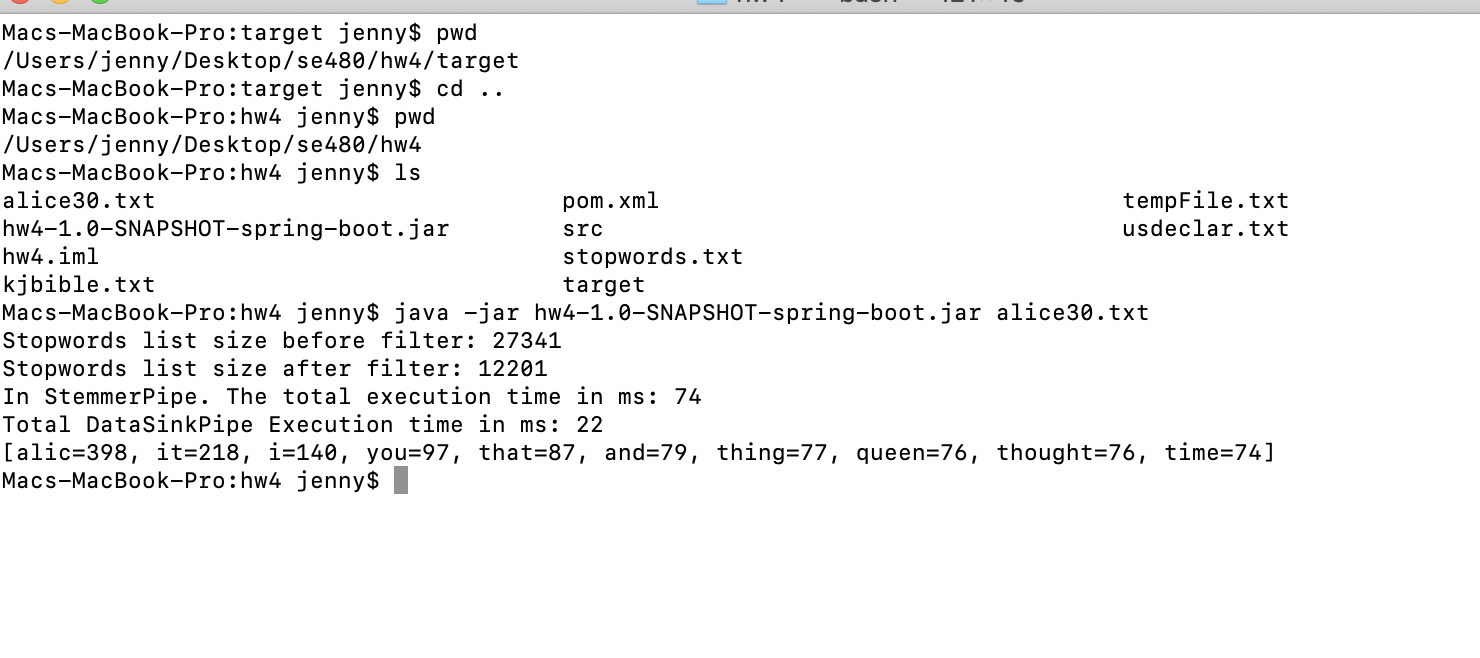 Macs-MacBook-Pro:target jenny$ pwd
/Users/jenny/Desktop/se480/hw4/target
Macs-MacBook-Pro:target jenny$ cd ..
Macs-MacBook-Pro:hw4 jenny$ pwd
/Users/jenny/Desktop/se480/hw4
Macs-MacBook-Pro:hw4 jenny$ ls
alice30.txt pom.xml tempFile.txt
hw4-1.0-SNAPSHOT-spring-boot.jar src usdeclar.txt
hw4.iml stopwords.txt
kjbible.txt target
Macs-MacBook-Pro:hw4 jenny$ java -jar hw4-1.0-SNAPSHOT-spring-boot.jar alice30.txt
Stopwords list size before filter: 27341
Stopwords list size after filter: 12201
In StemmerPipe. The total execution time in ms: 74
Total DataSinkPipe Execution time in ms: 22
[alic=398, it=218, i=140, you=97, that=87, and=79, thing=77, queen=76, thought=76, time=74]
Macs-MacBook-Pro:hw4 jenny$